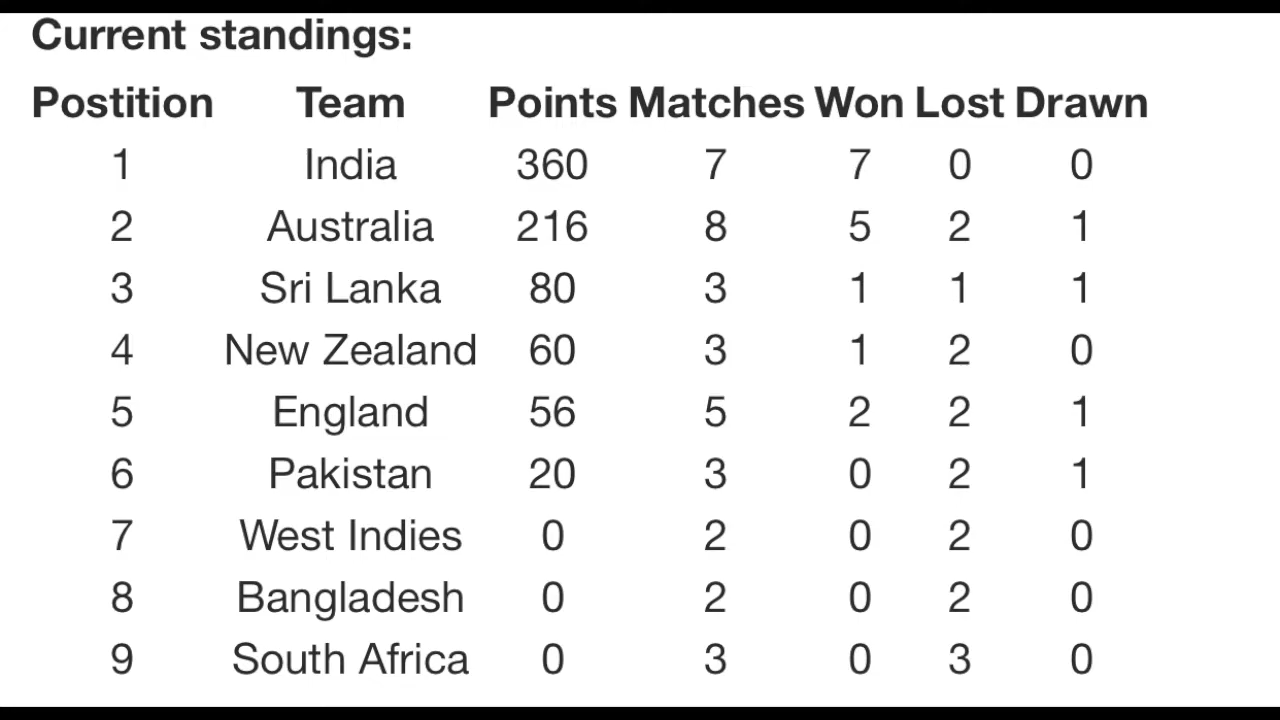 Current standings:
Postition Team Points Matches Won Lost Drawn
1 India 360 7 7 0 0
2 Australia 216 8 5 2 1
3 Sri Lanka 80 3 1 1 1
4 New Zealand 60 3 1 2 0
5 England 56 5 2 2 1
6 Pakistan 20 3 0 2 1
7 West Indies 0 2 0 2 0
8 Bangladesh 0 2 0 2 0
9 South Africa 0 3 0 3 0